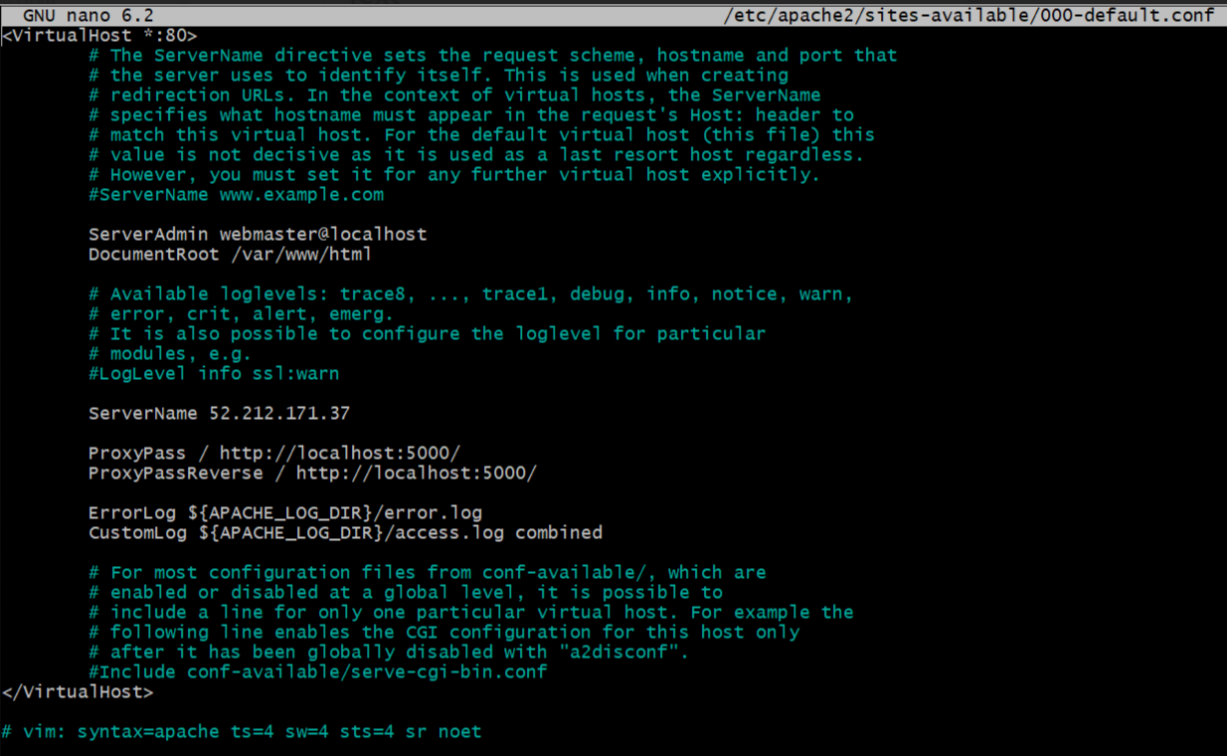 GNU nano 6.2 /etc/apache2/sites-available/000-default.conf
<VirtualHost *:80>
# The ServerName directive sets the request scheme, hostname and port that
# the server uses to identify itself. This is used when creating
# redirection URLs. In the context of virtual hosts, the ServerName
# specifies what hostname must appear in the request's Host: header to
# match this virtual host. For the default virtual host (this file) this
# value is not decisive as it is used as a last resort host regardless.
# However, you must set it for any further virtual host explicitly.
#ServerName www.example.com
ServerAdmin webmaster@localhost
DocumentRoot /var/www/html
# Available loglevels: trace8, ..., trace1, debug, info, notice, warn,
# error, crit, alert, emerg.
# It is also possible to configure the loglevel for particular
# modules, e.g.
#LogLevel info ssl:warn
ServerName 52.212.171.37
ProxyPass / http://localhost:5000/
ProxyPassReverse / http://localhost:5000/
ErrorLog ${APACHE_LOG_DIR}/error.log
CustomLog ${APACHE_LOG_DIR}/access.log combined
# For most configuration files from conf-available/, which are
# enabled or disabled at a global level, it is possible to
# include a line for only one particular virtual host. For example the
# following line enables the CGI configuration for this host only
# after it has been globally disabled with "a2disconf".
#Include conf-available/serve-cgi-bin.conf
</VirtualHost>
# vim: syntax=apache ts=4 sw=4 sts=4 sr noet